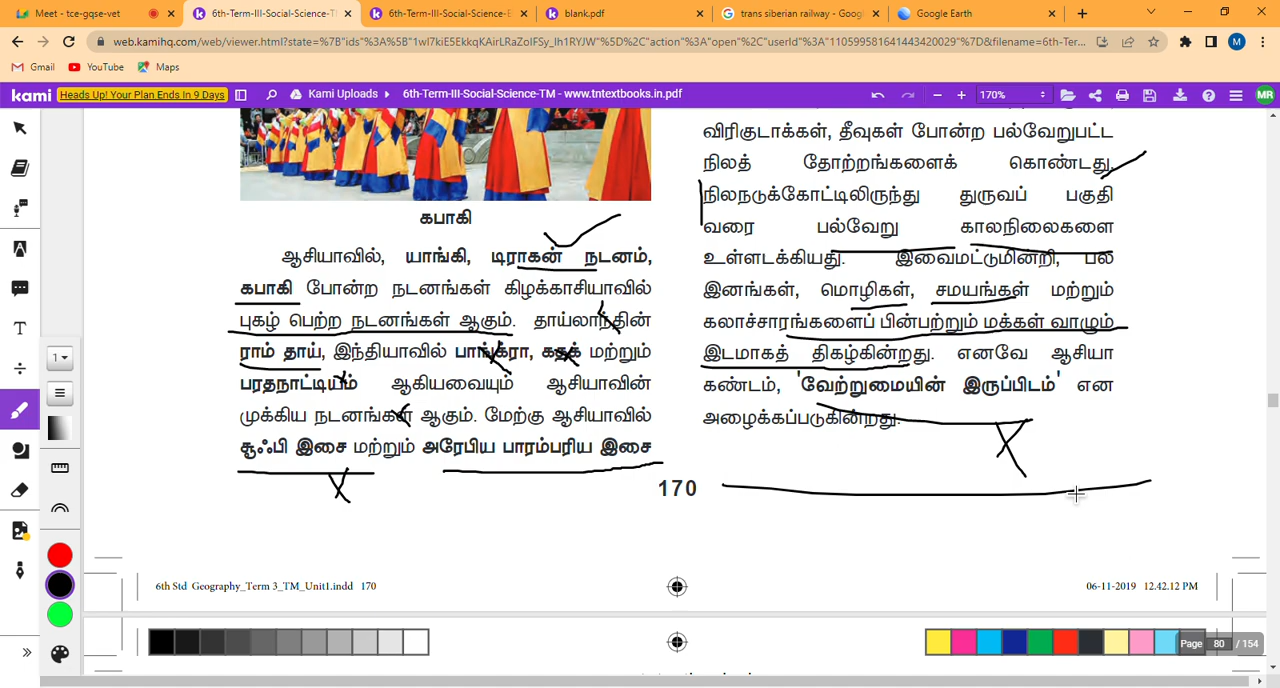 Meet - tce-gqse-vet
6th-Term-III-Social-Science-T
6th-Term-III-Social-Science-E
blank.pdf
trans siberian railway - Goog
Google Earth
web.kamihq.com/web/viewer.html?state=%7B"ids"%3A%5B"1wl7kiE5EkkqKAirLRaZoIFSy_lh1RYJW"%5D%2C"action"%3A"open"%2C"userId"%3A"110599581641443420029"%7D&filename=6th-Ter...
M
Gmail
YouTube
Maps
kami
Heads Up! Your Plan Ends In 9 Days
Kami Uploads
6th-Term-III-Social-Science-TM - www.tntextbooks.in.pdf
170%
MR
கபாகி
ஆசியாவில், யாங்கி, டிராகன் நடனம்,
கபாகி போன்ற நடனங்கள் கிழக்காசியாவில்
புகழ் பெற்ற நடனங்கள் ஆகும். தாய்லாந்தின்
ராம் தாய், இந்தியாவில் பாங்க்ரா, கதக் மற்றும்
பரதநாட்டியம் ஆகியவையும் ஆசியாவின்
முக்கிய நடனங்கள் ஆகும். மேற்கு ஆசியாவில்
சூஃபி இசை மற்றும் அரேபிய பாரம்பரிய இசை
விரிகுடாக்கள், தீவுகள் போன்ற பல்வேறுபட்ட
நிலத் தோற்றங்களைக் கொண்டது.
நிலநடுக்கோட்டிலிருந்து துருவப் பகுதி
வரை பல்வேறு காலநிலைகளை
உள்ளடக்கியது. இவைமட்டுமின்றி, பல
இனங்கள், மொழிகள், சமயங்கள் மற்றும்
கலாச்சாரங்களைப் பின்பற்றும் மக்கள் வாழும்
இடமாகத் திகழ்கின்றது. எனவே ஆசியா
கண்டம், 'வேற்றுமையின் இருப்பிடம்' என
அழைக்கப்படுகின்றது.
170
6th Std Geography_Term 3_TM_Unit1.indd 170
06-11-2019 12.42.12 PM
Page 80 / 154
1
T